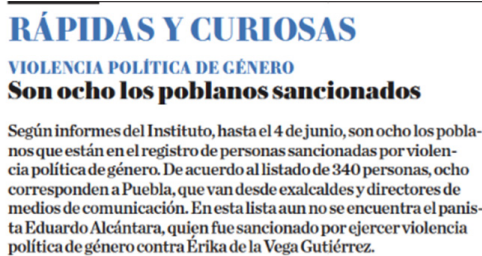 RÁPIDAS Y CURIOSAS
VIOLENCIA POLÍTICA DE GÉNERO
Son ocho los poblanos sancionados
Según informes del Instituto, hasta el 4 de junio, son ocho los pobla-
nos que están en el registro de personas sancionadas por violen-
cia política de género. De acuerdo al listado de 340 personas, ocho
corresponden a Puebla, que van desde exalcaldes y directores de
medios de comunicación. En esta lista aun no se encuentra el panis-
ta Eduardo Alcántara, quien fue sancionado por ejercer violencia
política de género contra Érika de la Vega Gutiérrez.